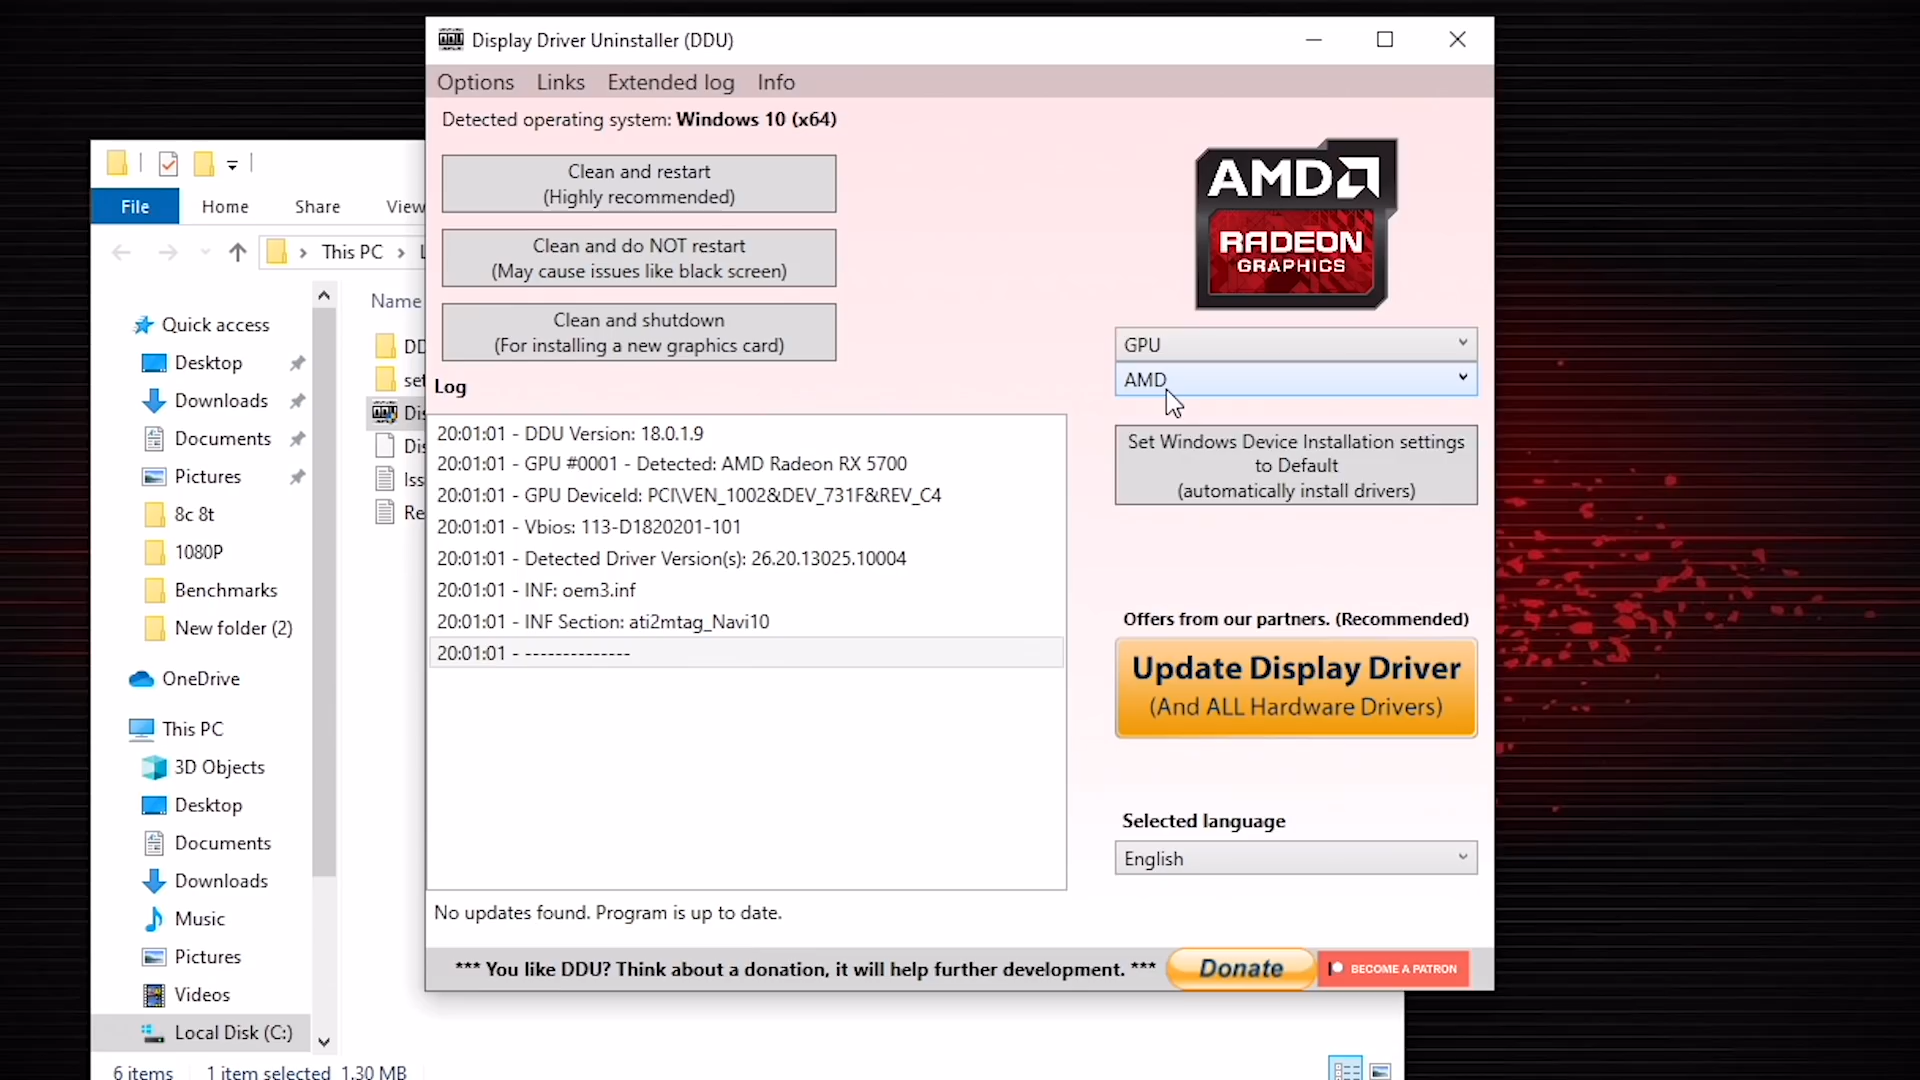 Display Driver Uninstaller (DDU)
Options Links Extended log Info
Detected operating system: Windows 10 (x64)
Clean and restart
(Highly recommended)
Clean and do NOT restart
(May cause issues like black screen)
Clean and shutdown
(For installing a new graphics card)
Log
20:01:01 - DDU Version: 18.0.1.9
20:01:01 - GPU #0001 - Detected: AMD Radeon RX 5700
20:01:01 - GPU DeviceId: PCI\VEN_1002&DEV_731F&REV_C4
20:01:01 - Vbios: 113-D1820201-101
20:01:01 - Detected Driver Version(s): 26.20.13025.10004
20:01:01 - INF: oem3.inf
20:01:01 - INF Section: ati2mtag_Navi10
20:01:01 - --------------
No updates found. Program is up to date.
AMD
RADEON
GRAPHICS
GPU
AMD
Set Windows Device Installation settings
to Default
(automatically install drivers)
Offers from our partners. (Recommended)
Update Display Driver
(And ALL Hardware Drivers)
Selected language
English
*** You like DDU? Think about a donation, it will help further development. ***
Donate
BECOME A PATRON
File Home Share View
This PC
Name
Quick access
Desktop
Downloads
Documents
Pictures
8c 8t
1080P
Benchmarks
New folder (2)
OneDrive
This PC
3D Objects
Desktop
Documents
Downloads
Music
Pictures
Videos
Local Disk (C:)
6 items 1 item selected 1.30 MB